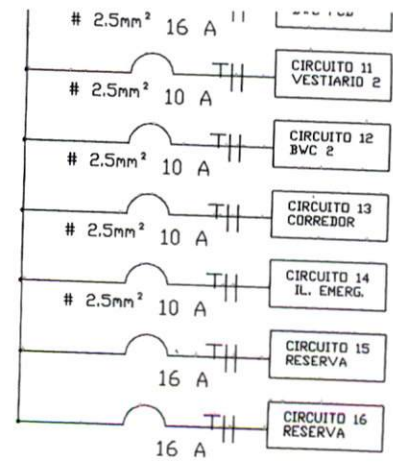 # 2.5mm² 16 A
CIRCUITO 11
VESTIARIO 2
# 2.5mm² 10 A
CIRCUITO 12
BWC 2
# 2.5mm² 10 A
CIRCUITO 13
CORREDOR
# 2.5mm² 10 A
CIRCUITO 14
IL. EMERG.
# 2.5mm² 10 A
CIRCUITO 15
RESERVA
16 A
CIRCUITO 16
RESERVA
16 A